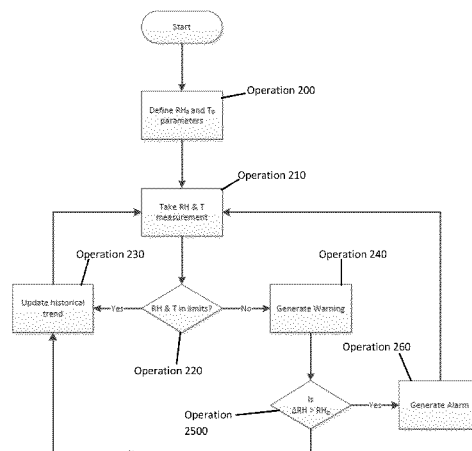 Start
Operation 200
Define RH₀ and T₀
parameters
Operation 210
Take RH & T
measurement
Operation 230
Operation 240
Update historical
trend
Yes
RH & T in limits?
No
Generate Warning
Operation 220
Operation 260
Operation
2500
Is
ΔRH > RH₀
Yes
Generate Alarm